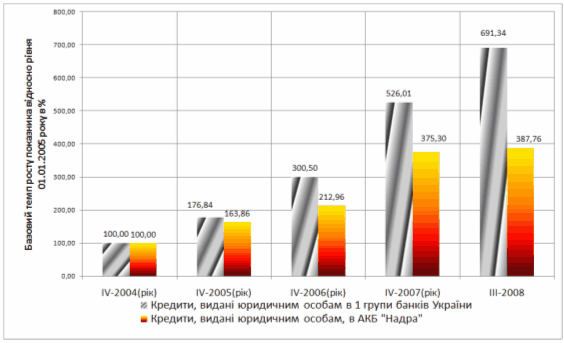 Базовий темп росту показника відносно рівня
01.01.2005 року в %
800,00
700,00
600,00
500,00
400,00
300,00
200,00
100,00
0,00
100,00 100,00
176,84 163,86
300,50 212,96
526,01 375,30
691,34 387,76
IV-2004(рік) IV-2005(рік) IV-2006(рік) IV-2007(рік) III-2008
Кредити, видані юридичним особам в 1 групи банків України
Кредити, видані юридичним особам, в АКБ "Надра"